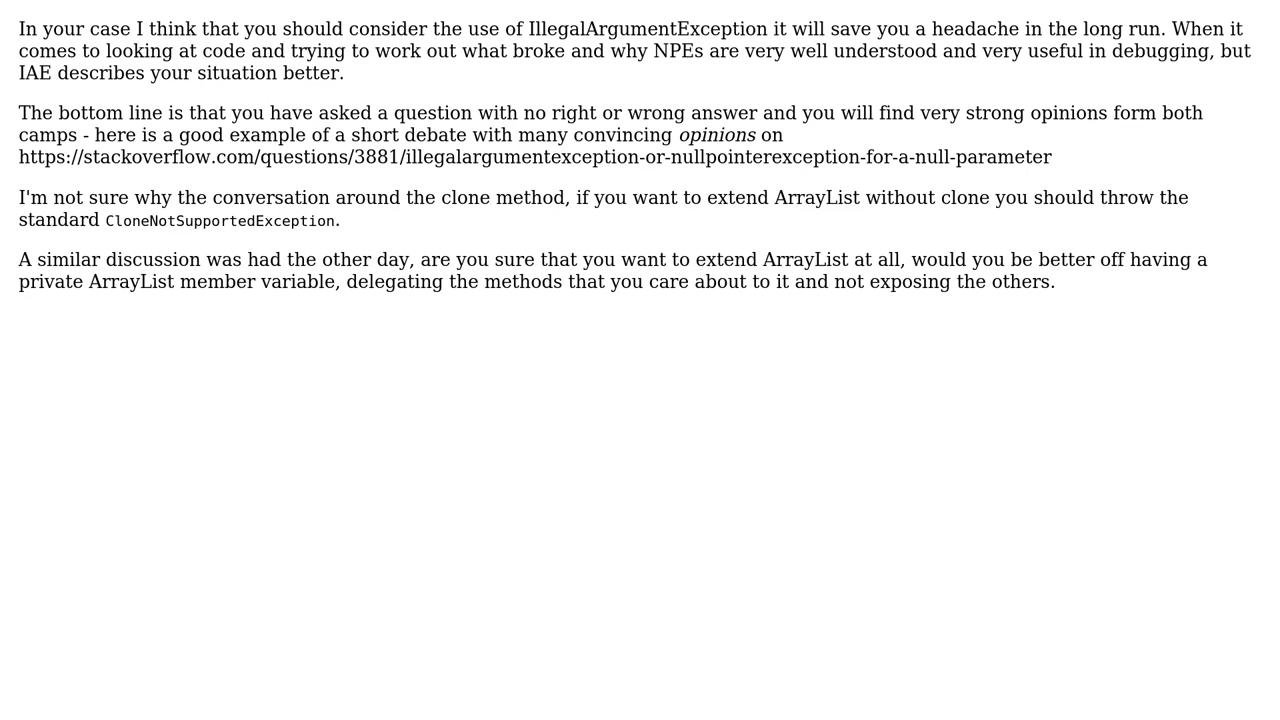 In your case I think that you should consider the use of IllegalArgumentException it will save you a headache in the long run. When it
comes to looking at code and trying to work out what broke and why NPEs are very well understood and very useful in debugging, but
IAE describes your situation better.
The bottom line is that you have asked a question with no right or wrong answer and you will find very strong opinions form both
camps - here is a good example of a short debate with many convincing opinions on
https://stackoverflow.com/questions/3881/illegalargumentexception-or-nullpointerexception-for-a-null-parameter
I'm not sure why the conversation around the clone method, if you want to extend ArrayList without clone you should throw the
standard CloneNotSupportedException.
A similar discussion was had the other day, are you sure that you want to extend ArrayList at all, would you be better off having a
private ArrayList member variable, delegating the methods that you care about to it and not exposing the others.